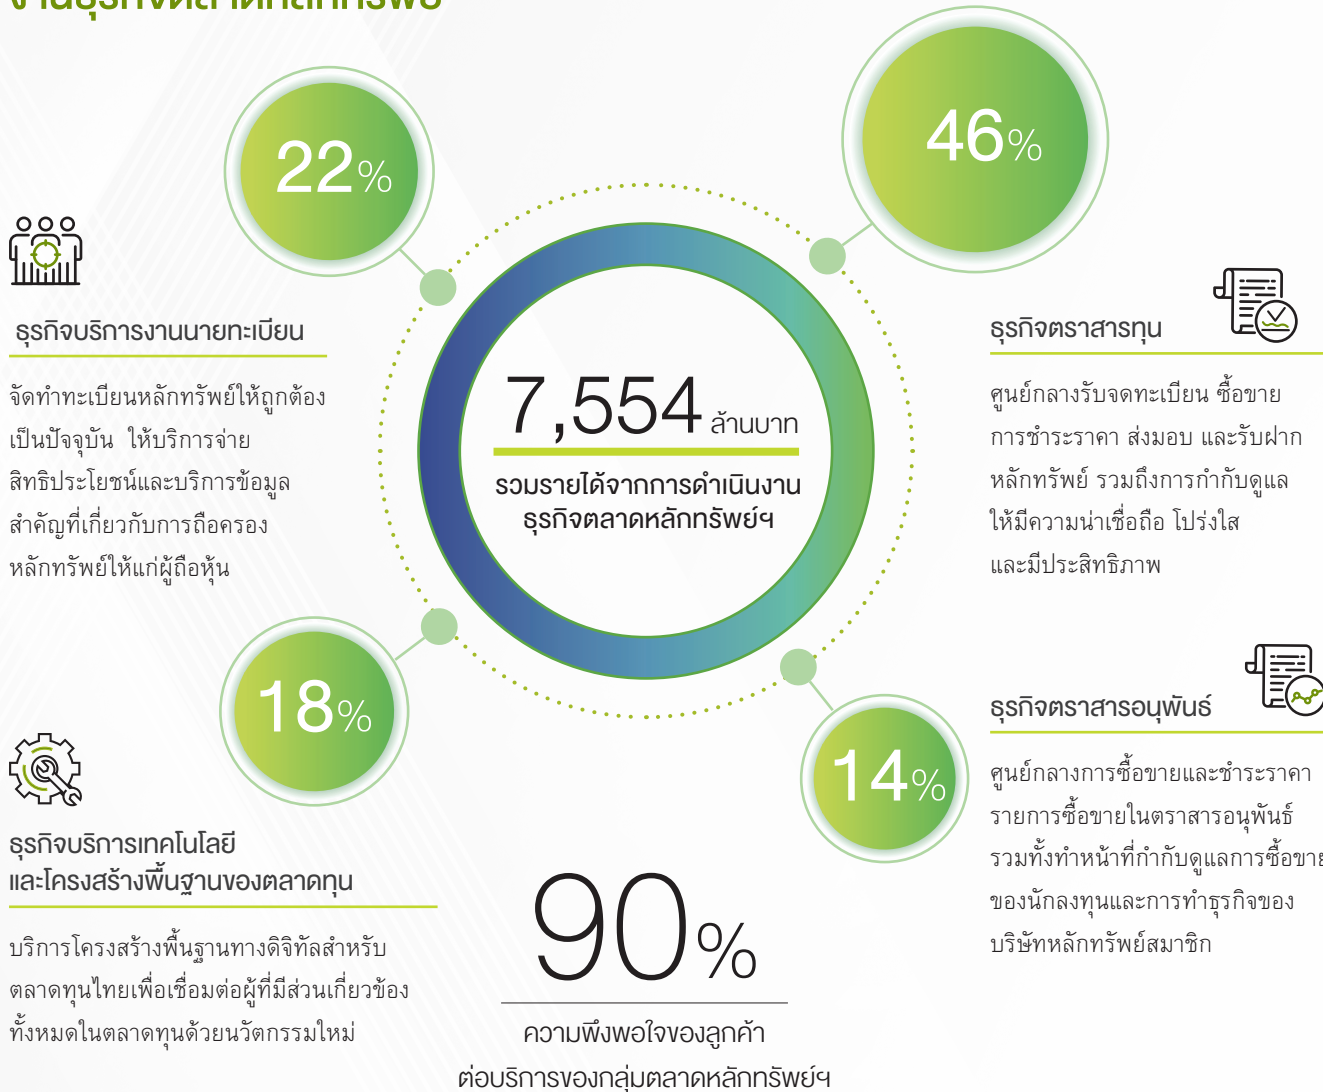 งานธุรกิจตลาดหลักทรัพย์
22%
46%
ธุรกิจบริการงานนายทะเบียน
จัดทำทะเบียนหลักทรัพย์ให้ถูกต้อง
เป็นปัจจุบัน ให้บริการจ่าย
สิทธิประโยชน์และบริการข้อมูล
สำคัญที่เกี่ยวกับการถือครอง
หลักทรัพย์ให้แก่ผู้ถือหุ้น
7,554 ล้านบาท
รวมรายได้จากการดำเนินงาน
ธุรกิจตลาดหลักทรัพย์ฯ
ธุรกิจตราสารทุน
ศูนย์กลางรับจดทะเบียน ซื้อขาย
การชำระราคา ส่งมอบ และรับฝาก
หลักทรัพย์ รวมถึงการกำกับดูแล
ให้มีความน่าเชื่อถือ โปร่งใส
และมีประสิทธิภาพ
18%
14%
ธุรกิจบริการเทคโนโลยี
และโครงสร้างพื้นฐานของตลาดทุน
บริการโครงสร้างพื้นฐานทางดิจิทัลสำหรับ
ตลาดทุนไทยเพื่อเชื่อมต่อผู้ที่มีส่วนเกี่ยวข้อง
ทั้งหมดในตลาดทุนด้วยนวัตกรรมใหม่
90%
ความพึงพอใจของลูกค้า
ต่อบริการของกลุ่มตลาดหลักทรัพย์ฯ
ธุรกิจตราสารอนุพันธ์
ศูนย์กลางการซื้อขายและชำระราคา
รายการซื้อขายในตราสารอนุพันธ์
รวมทั้งทำหน้าที่กำกับดูแลการซื้อขาย
ของนักลงทุนและการทำธุรกิจของ
บริษัทหลักทรัพย์สมาชิก